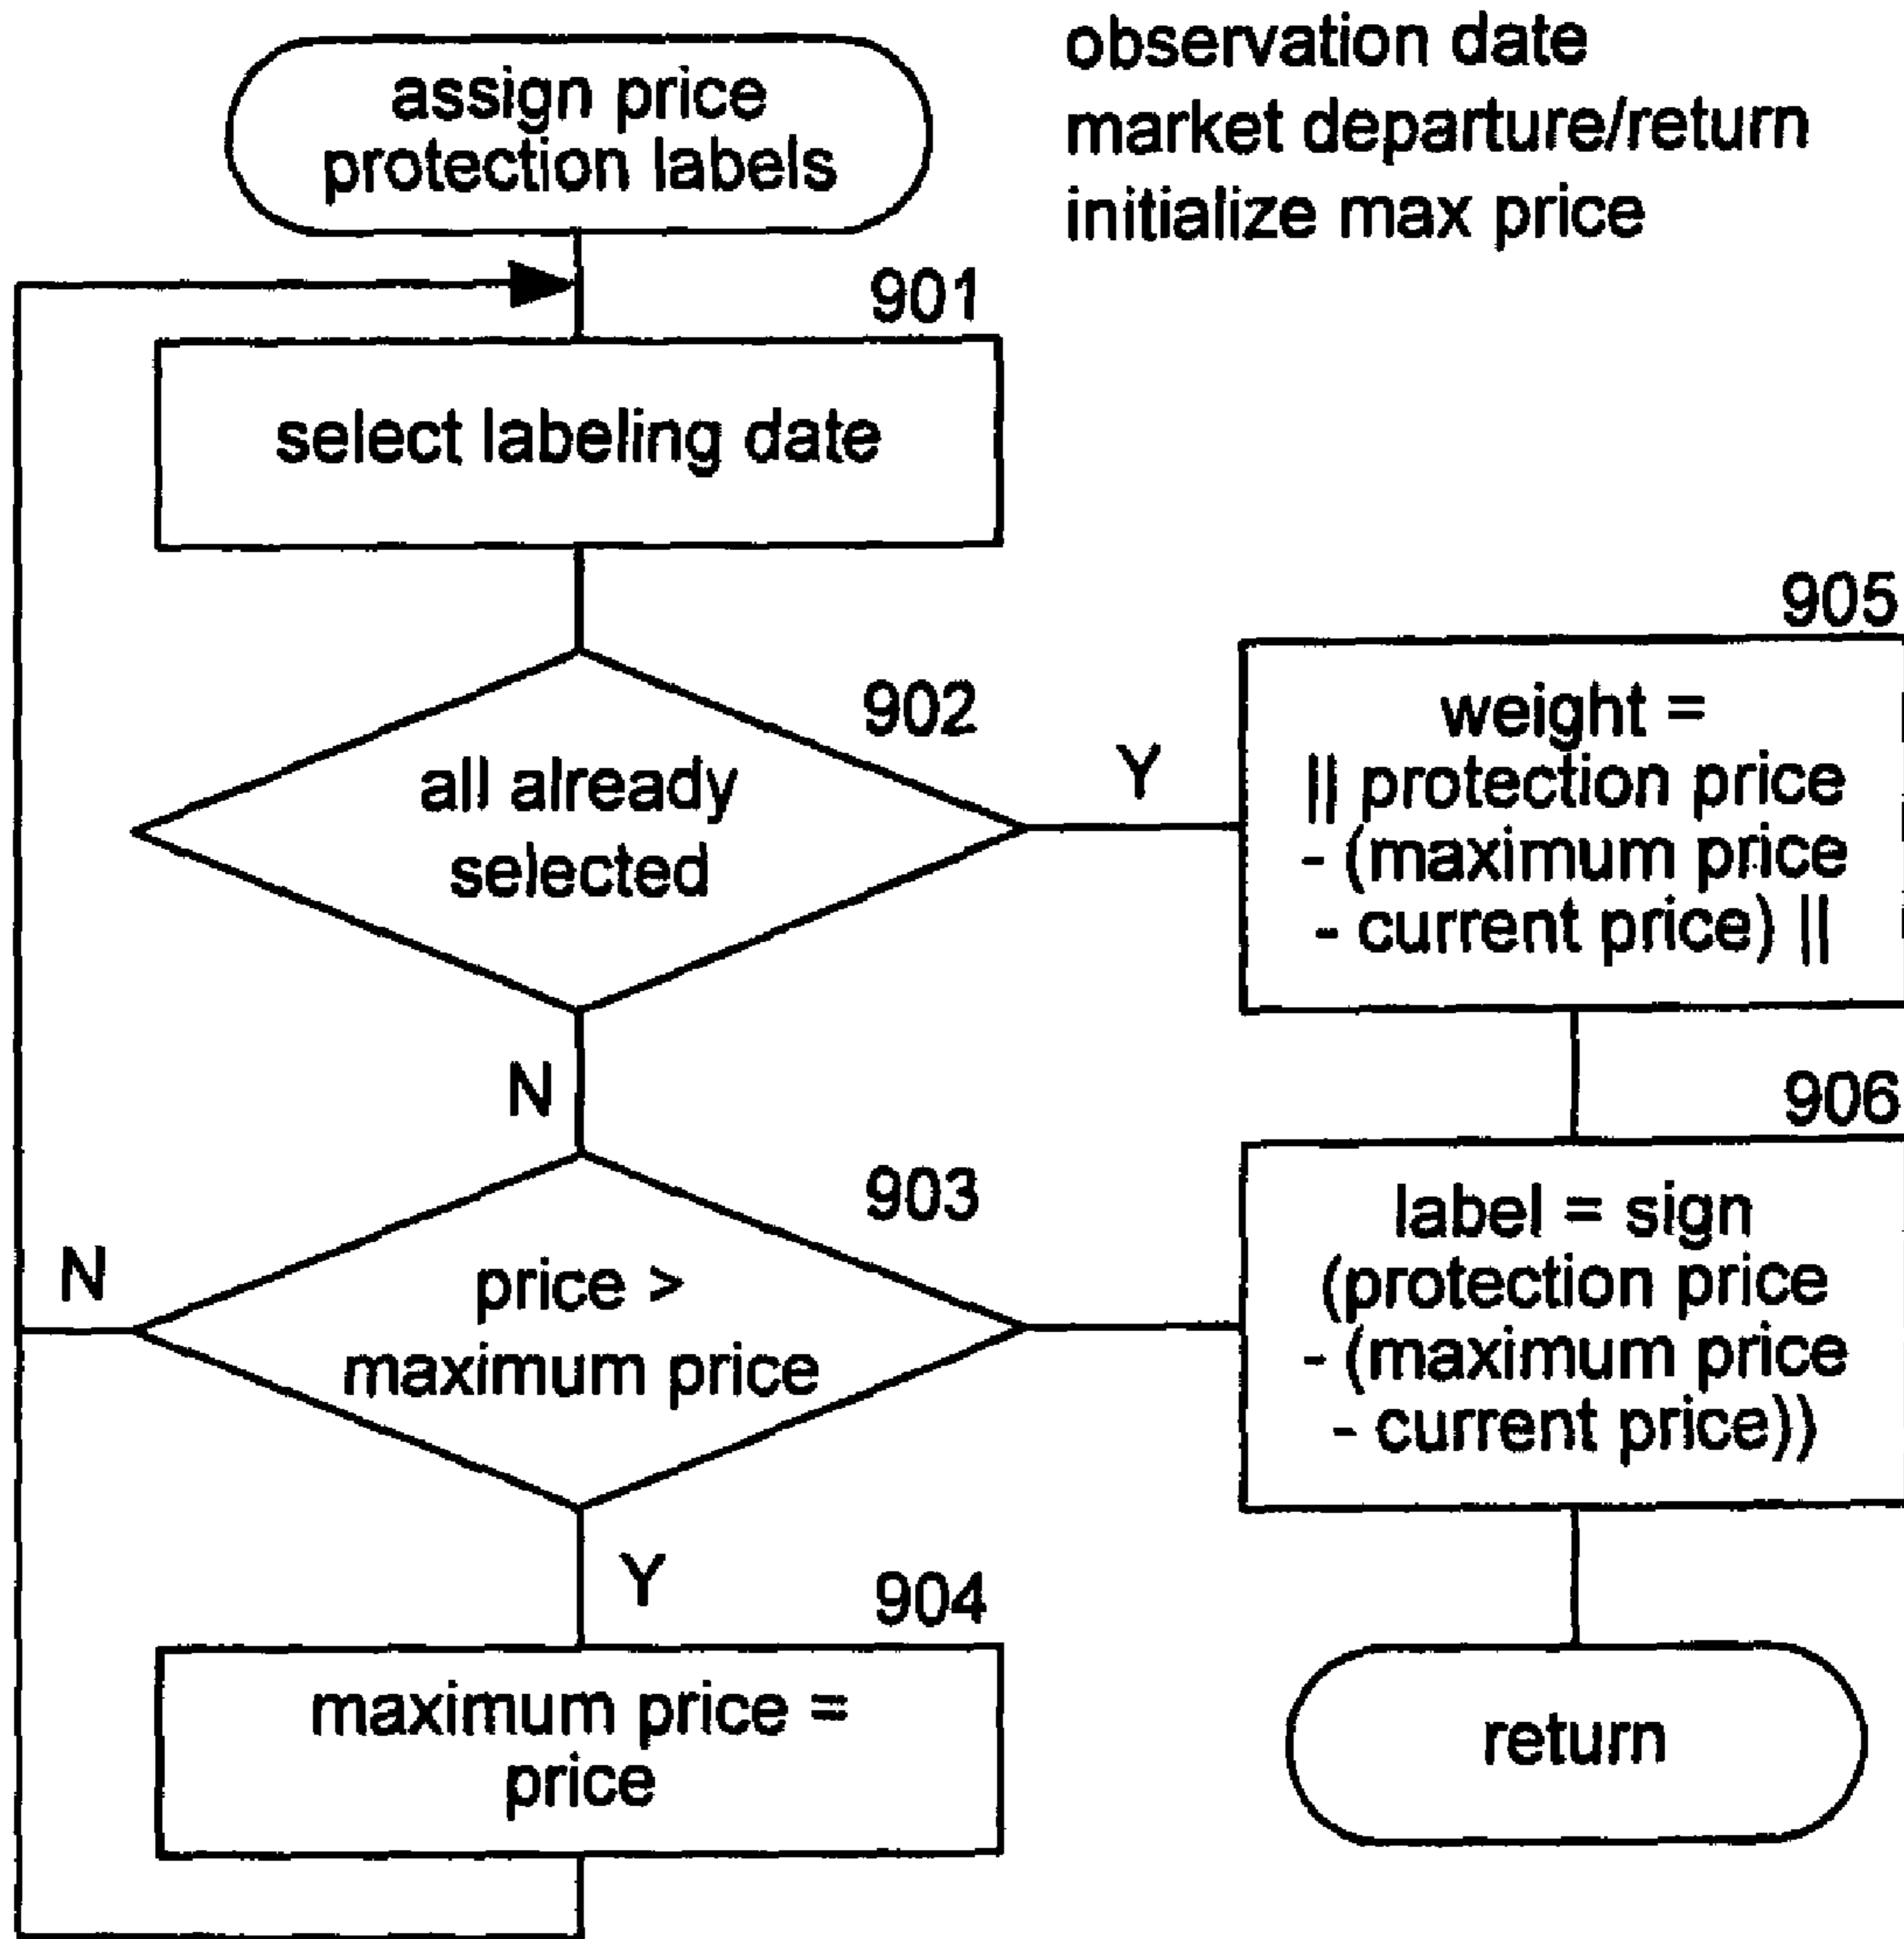 assign price
protection labels
observation date
market departure/return
initialize max price
901
select labeling date
902
all already
selected
Y
N
903
price >
maximum price
N
Y
904
maximum price =
price
905
weight =
|| protection price
- (maximum price
- current price) ||
906
label = sign
(protection price
- (maximum price
- current price))
return